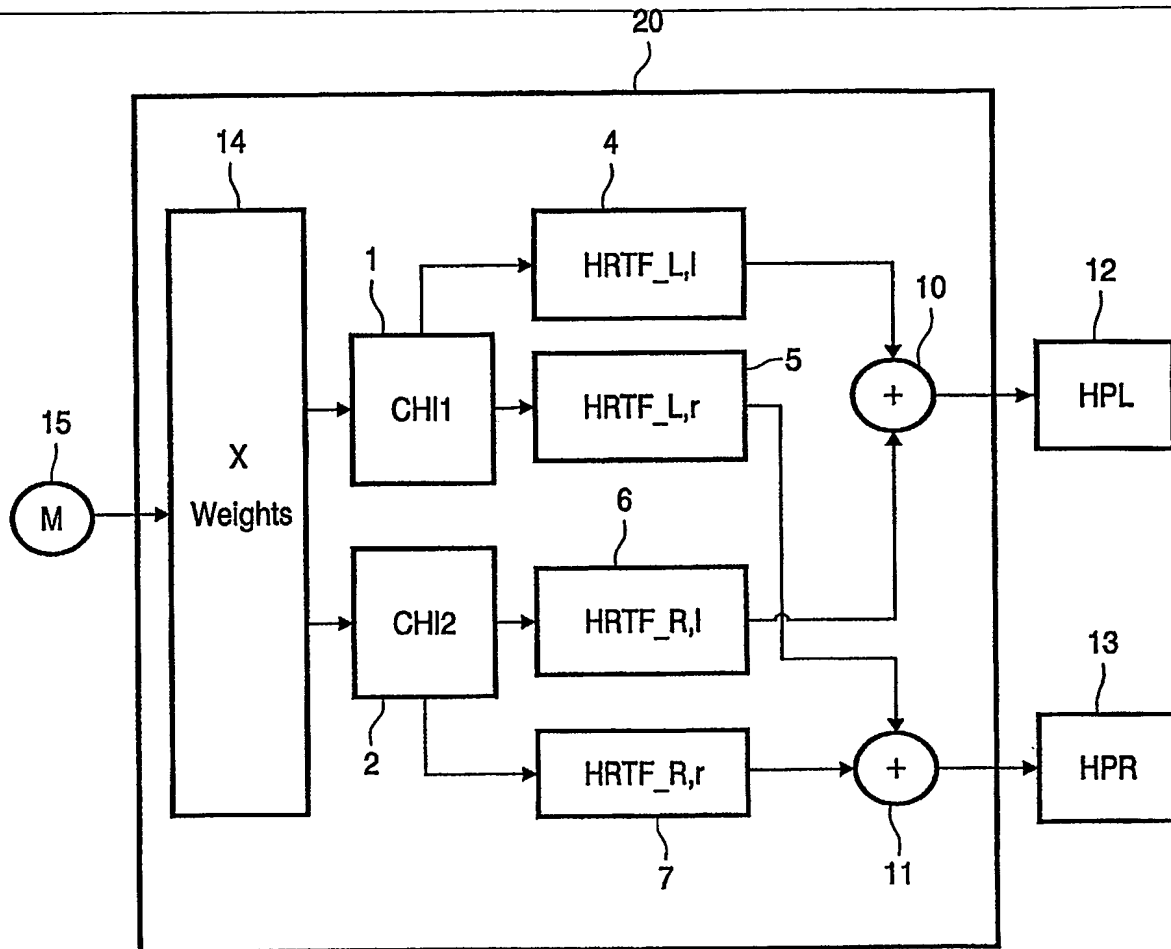 20
14
4
HRTF_L,l
1
10
12
CHI1
HRTF_L,r
5
+
HPL
15
X
Weights
M
6
CHI2
HRTF_R,l
13
2
HRTF_R,r
+
HPR
7
11